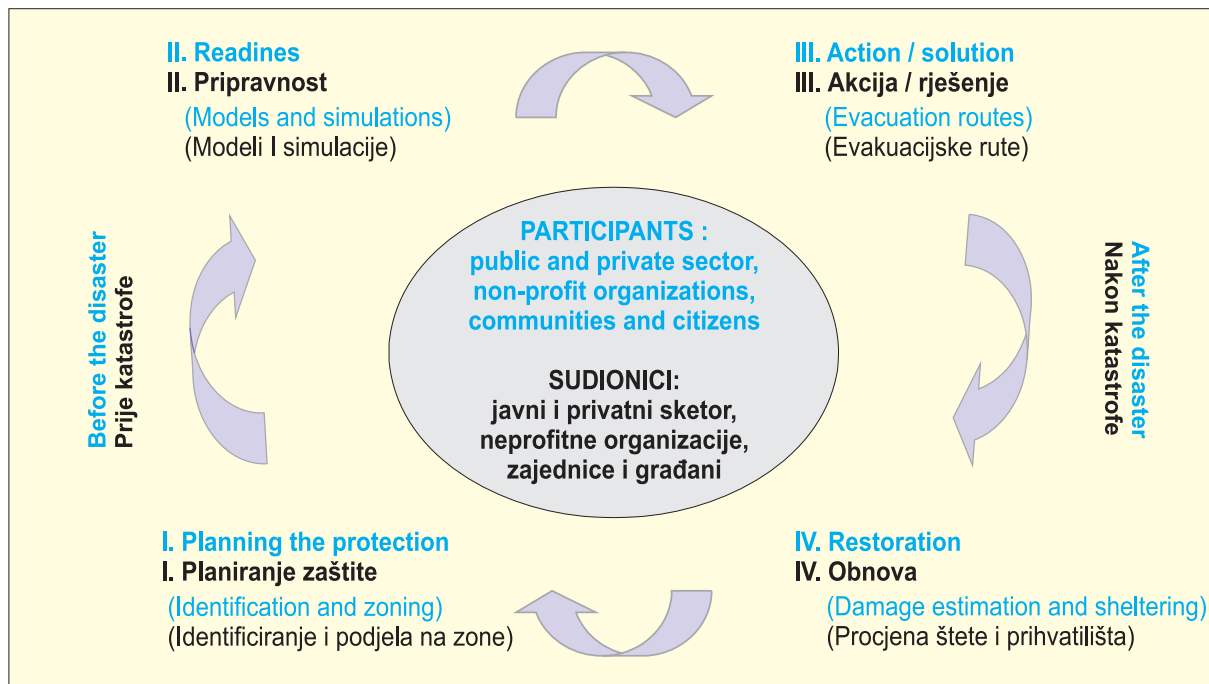 II. Readines
II. Pripravnost
(Models and simulations)
(Modeli I simulacije)
III. Action / solution
III. Akcija / rješenje
(Evacuation routes)
(Evakuacijske rute)
Before the disaster
Prije katastrofe
PARTICIPANTS :
public and private sector,
non-profit organizations,
communities and citizens
SUDIONICI:
javni i privatni sketor,
neprofitne organizacije,
zajednice i građani
After the disaster
Nakon katastrofe
I. Planning the protection
I. Planiranje zaštite
(Identification and zoning)
(Identificiranje i podjela na zone)
IV. Restoration
IV. Obnova
(Damage estimation and sheltering)
(Procjena štete i prihvatilišta)